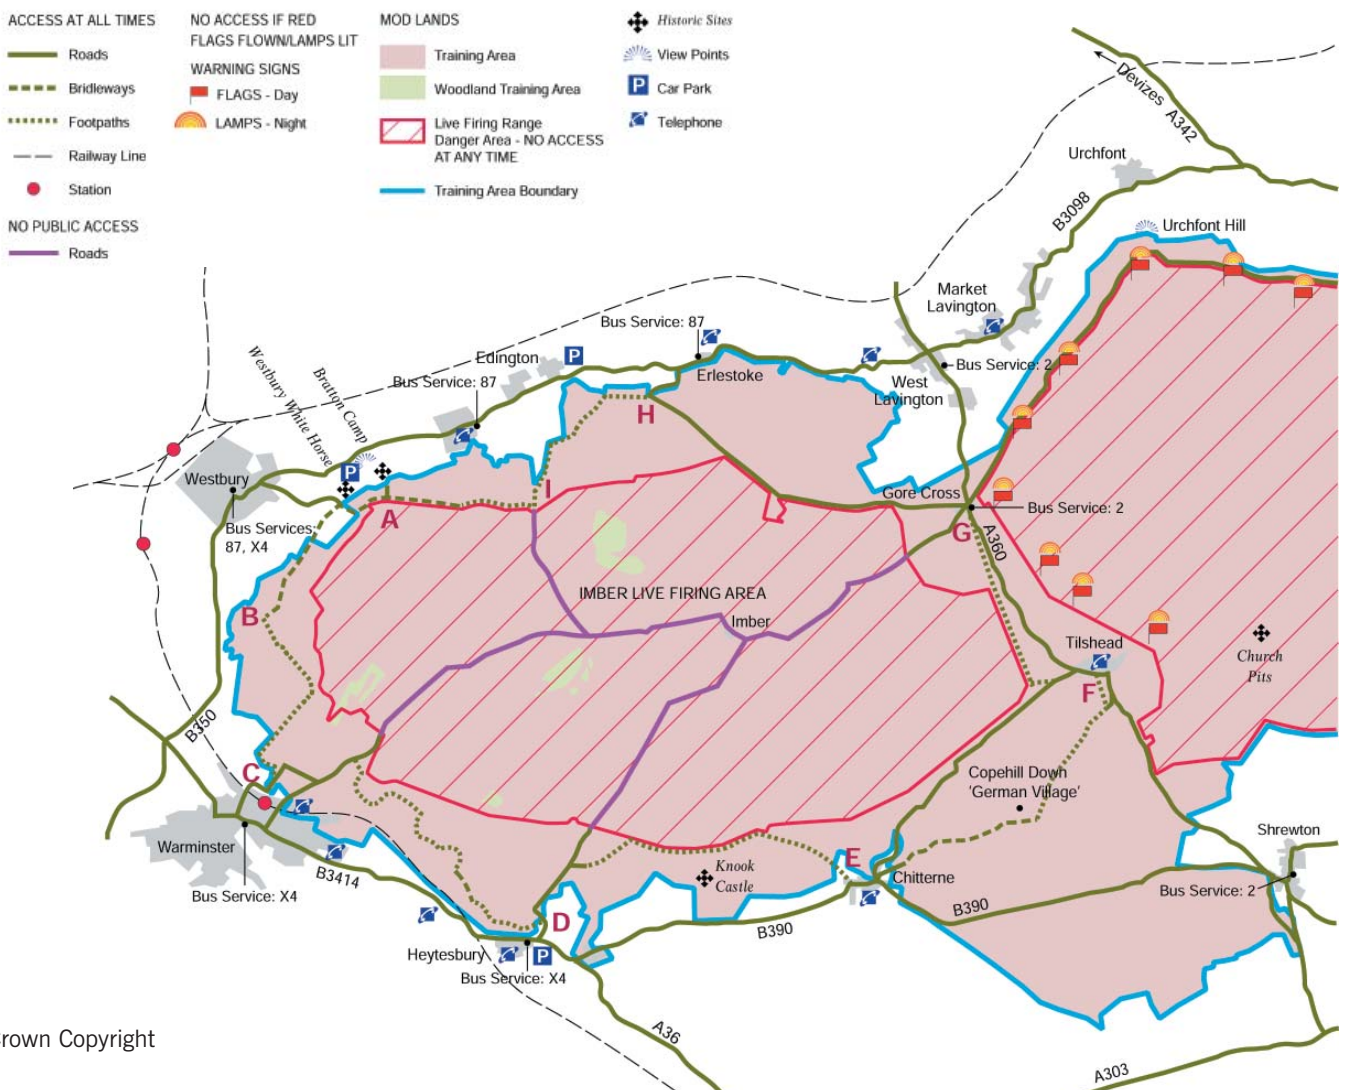 ACCESS AT ALL TIMES
Roads
Bridleways
Footpaths
Railway Line
Station
NO PUBLIC ACCESS
Roads
NO ACCESS IF RED
FLAGS FLOWN/LAMPS LIT
WARNING SIGNS
FLAGS - Day
LAMPS - Night
MOD LANDS
Training Area
Woodland Training Area
Live Firing Range
Danger Area - NO ACCESS
AT ANY TIME
Training Area Boundary
Historic Sites
View Points
P
Car Park
Telephone
Devizes
A342
Urchfont
B3098
Urchfont Hill
Market
Lavington
Bus Service: 87
Edington
P
Erlestoke
Bus Service: 2
West
Lavington
Bus Service: 87
Westbury White Horse
Bratton Camp
H
Westbury
P
I
A
Gore Cross
Bus Service: 2
G
A360
Bus Services:
87, X4
IMBER LIVE FIRING AREA
Imber
B
Tilshead
F
Church
Pits
B350
C
Copehill Down
'German Village'
Warminster
Shrewton
Bus Service: X4
B3414
Knook
Castle
E
Chitterne
Bus Service: 2
B390
B390
D
Heytesbury
P
Bus Service: X4
A36
A303
rown Copyright